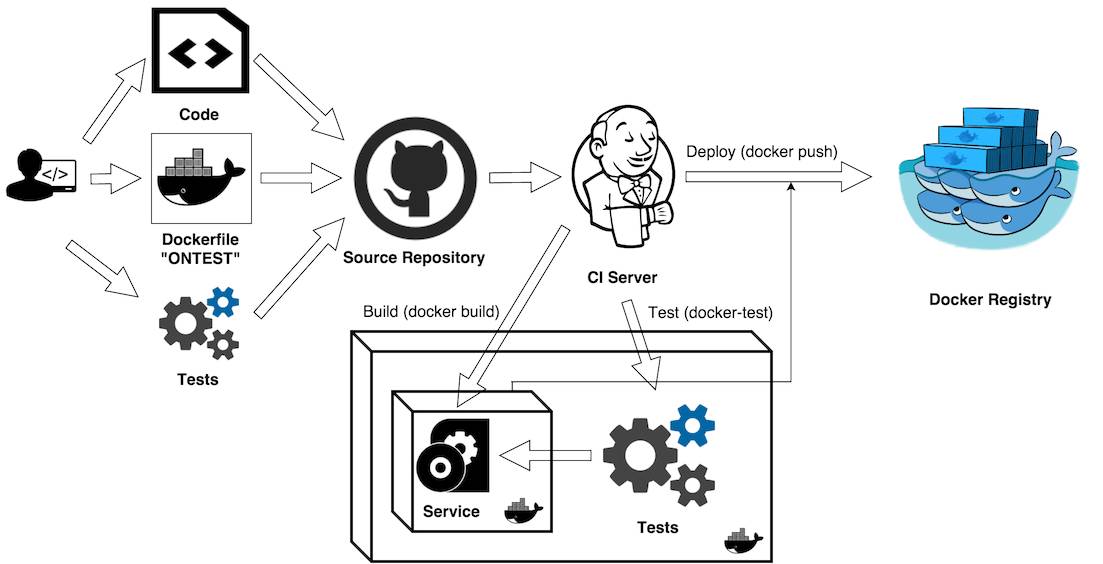 Code
</>
Dockerfile
"ONTEST"
Tests
Source Repository
CI Server
Deploy (docker push)
Docker Registry
Build (docker build)
Test (docker-test)
Service
Tests